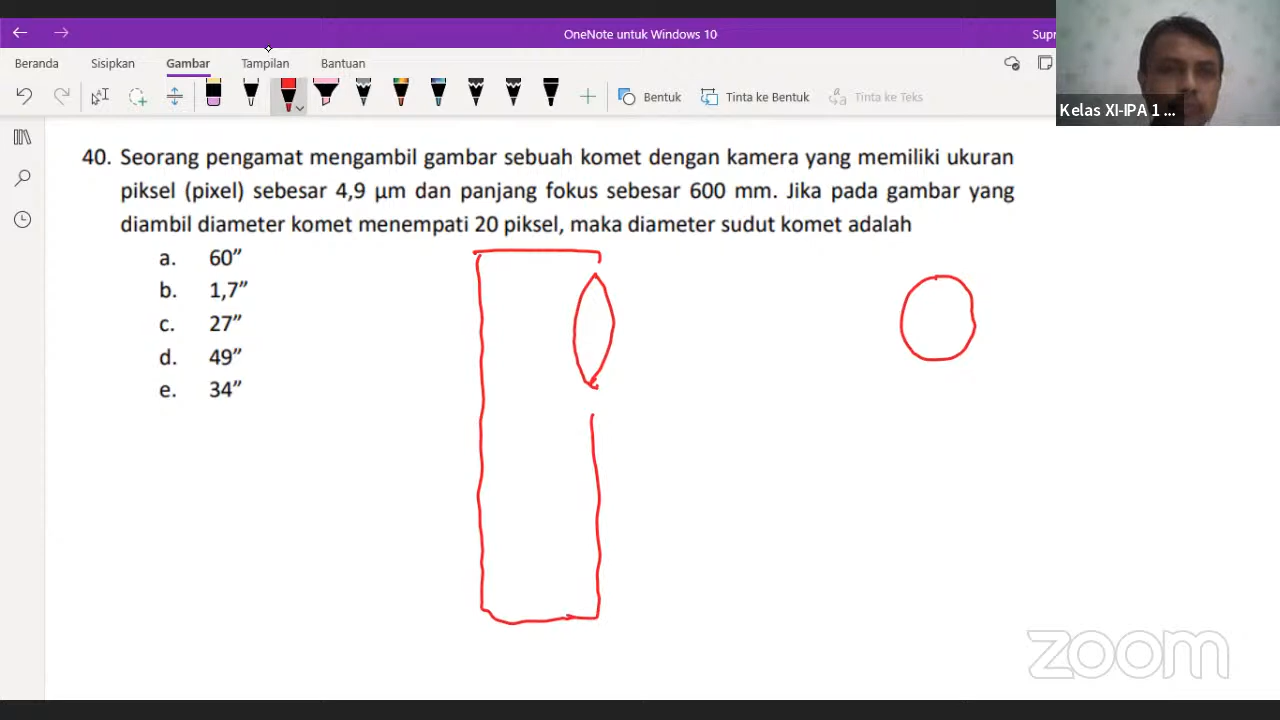 OneNote untuk Windows 10
Supr
Beranda
Sisipkan
Gambar
Tampilan
Bantuan
Bentuk
Tinta ke Bentuk
Tinta ke Teks
Kelas XI-IPA 1 ...
40. Seorang pengamat mengambil gambar sebuah komet dengan kamera yang memiliki ukuran
piksel (pixel) sebesar 4,9 µm dan panjang fokus sebesar 600 mm. Jika pada gambar yang
diambil diameter komet menempati 20 piksel, maka diameter sudut komet adalah
a. 60”
b. 1,7”
c. 27”
d. 49”
e. 34”
zoom